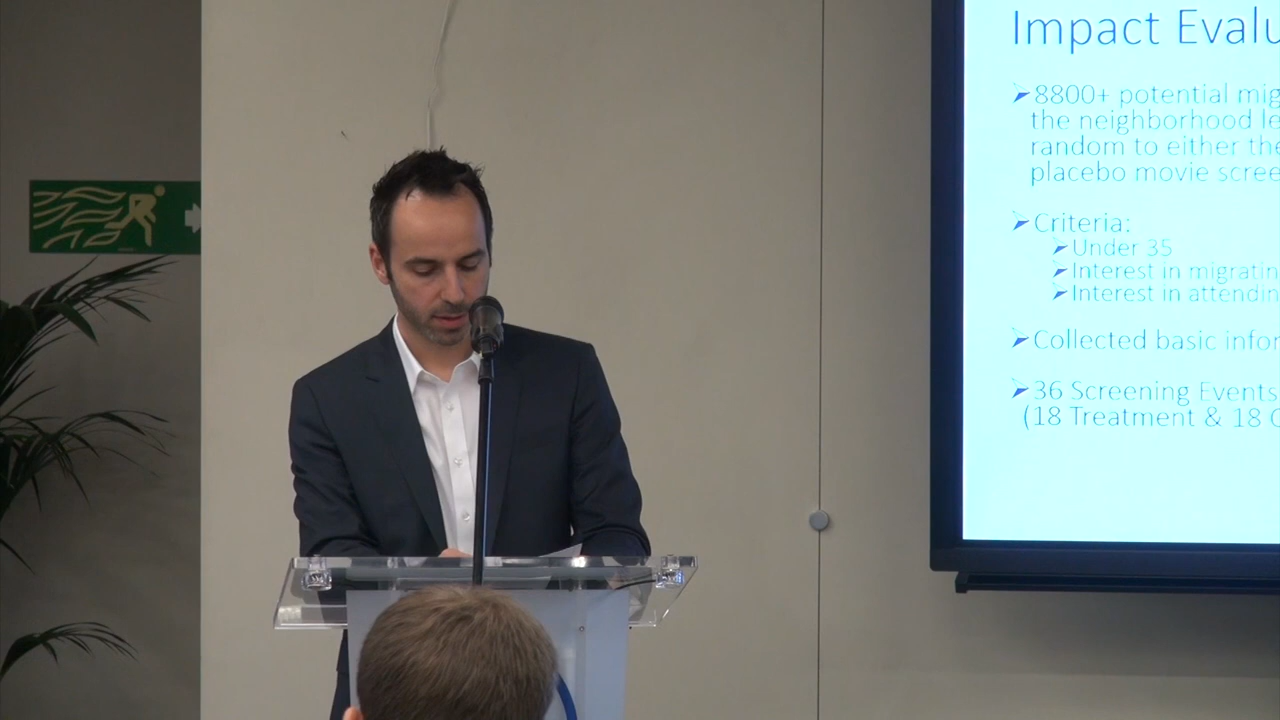 Impact Evalu
8800+ potential mig
the neighborhood le
random to either the
placebo movie scree
Criteria:
Under 35
Interest in migratin
Interest in attendin
Collected basic infor
36 Screening Events
(18 Treatment & 18 C